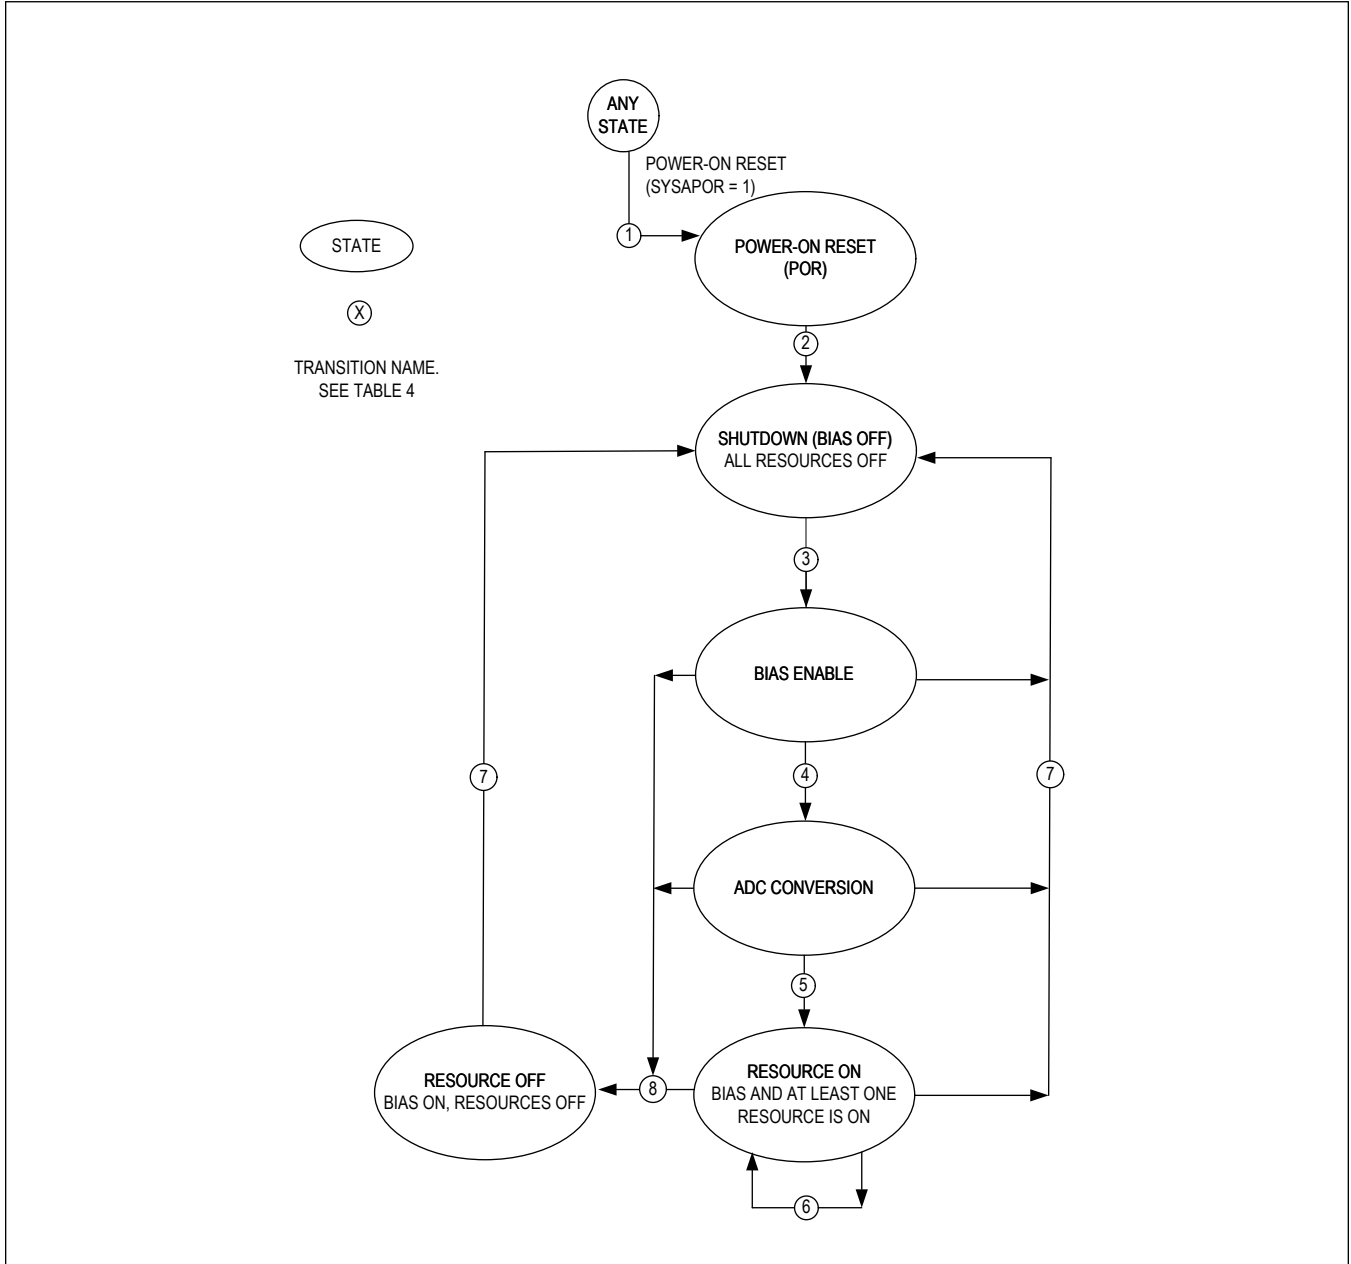 ANY
STATE
POWER-ON RESET
(SYSAPOR = 1)
1
POWER-ON RESET
(POR)
STATE
X
TRANSITION NAME.
SEE TABLE 4
2
SHUTDOWN (BIAS OFF)
ALL RESOURCES OFF
3
BIAS ENABLE
7
4
7
ADC CONVERSION
5
RESOURCE OFF
BIAS ON, RESOURCES OFF
8
RESOURCE ON
BIAS AND AT LEAST ONE
RESOURCE IS ON
6